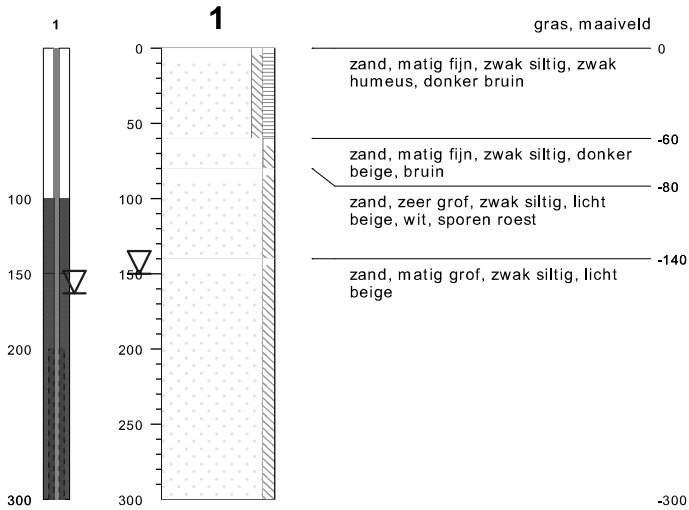 1
1
gras, maaiveld
0
0
zand, matig fijn, zwak siltig, zwak
humeus, donker bruin
50
-60
zand, matig fijn, zwak siltig, donker
beige, bruin
-80
100
100
zand, zeer grof, zwak siltig, licht
beige, wit, sporen roest
-140
150
150
zand, matig grof, zwak siltig, licht
beige
200
200
250
300
300
-300